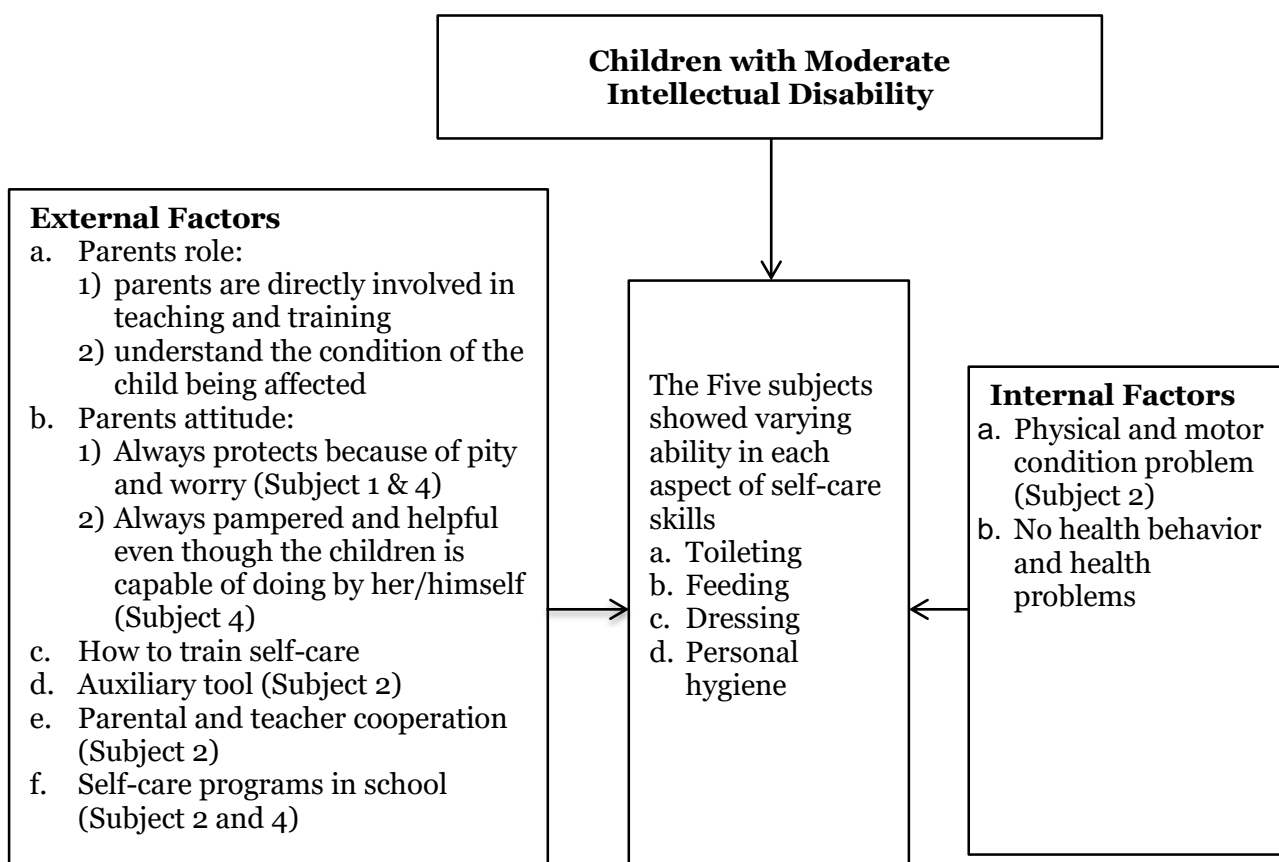 Children with Moderate
Intellectual Disability
External Factors
a. Parents role:
1) parents are directly involved in
teaching and training
2) understand the condition of the
child being affected
b. Parents attitude:
1) Always protects because of pity
and worry (Subject 1 & 4)
2) Always pampered and helpful
even though the children is
capable of doing by her/himself
(Subject 4)
c. How to train self-care
d. Auxiliary tool (Subject 2)
e. Parental and teacher cooperation
(Subject 2)
f. Self-care programs in school
(Subject 2 and 4)
The Five subjects
showed varying
ability in each
aspect of self-care
skills
a. Toileting
b. Feeding
c. Dressing
d. Personal
hygiene
Internal Factors
a. Physical and motor
condition problem
(Subject 2)
b. No health behavior
and health
problems